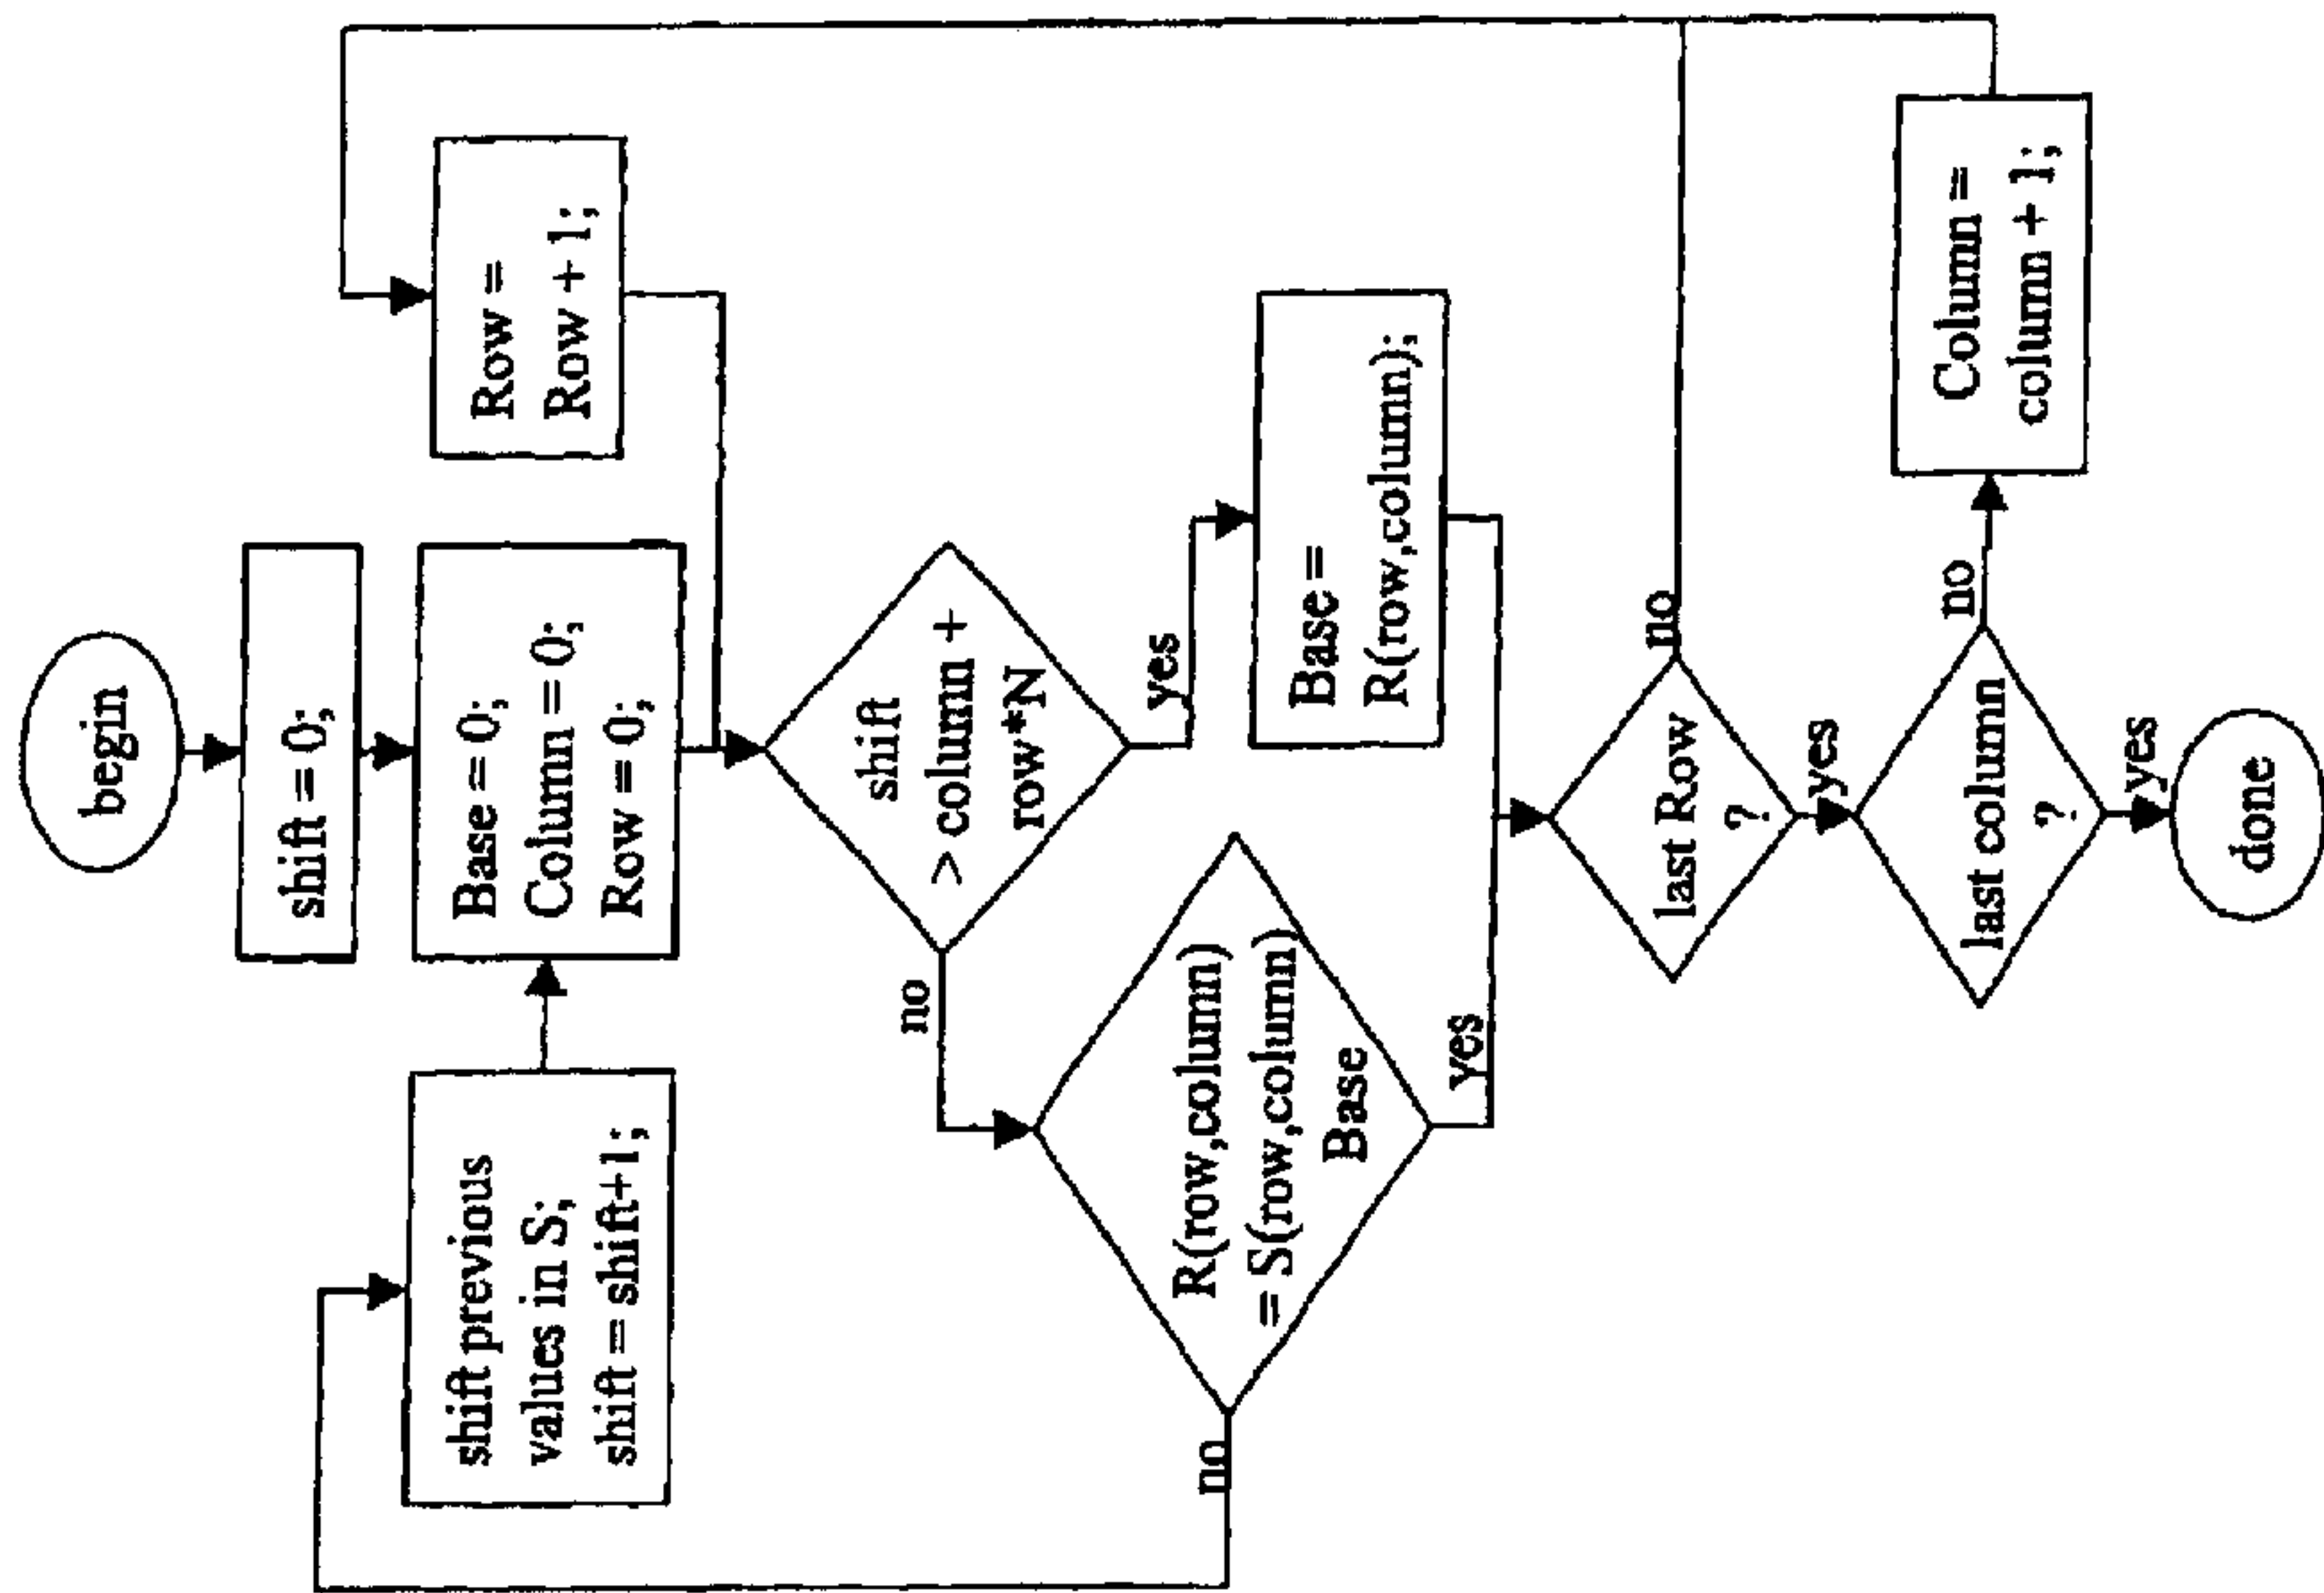 begin
shift = 0;
shift previous
values in S;
shift = shift+1;
Base = 0;
Column = 0;
Row = 0;
Row =
Row + 1;
shift
> column +
row*N
no
yes
R(row,column)
= S(row,column)
Base
no
yes
Base =
R(row,column);
last Row
?
no
yes
last column
?
no
yes
Column =
column + 1;
done